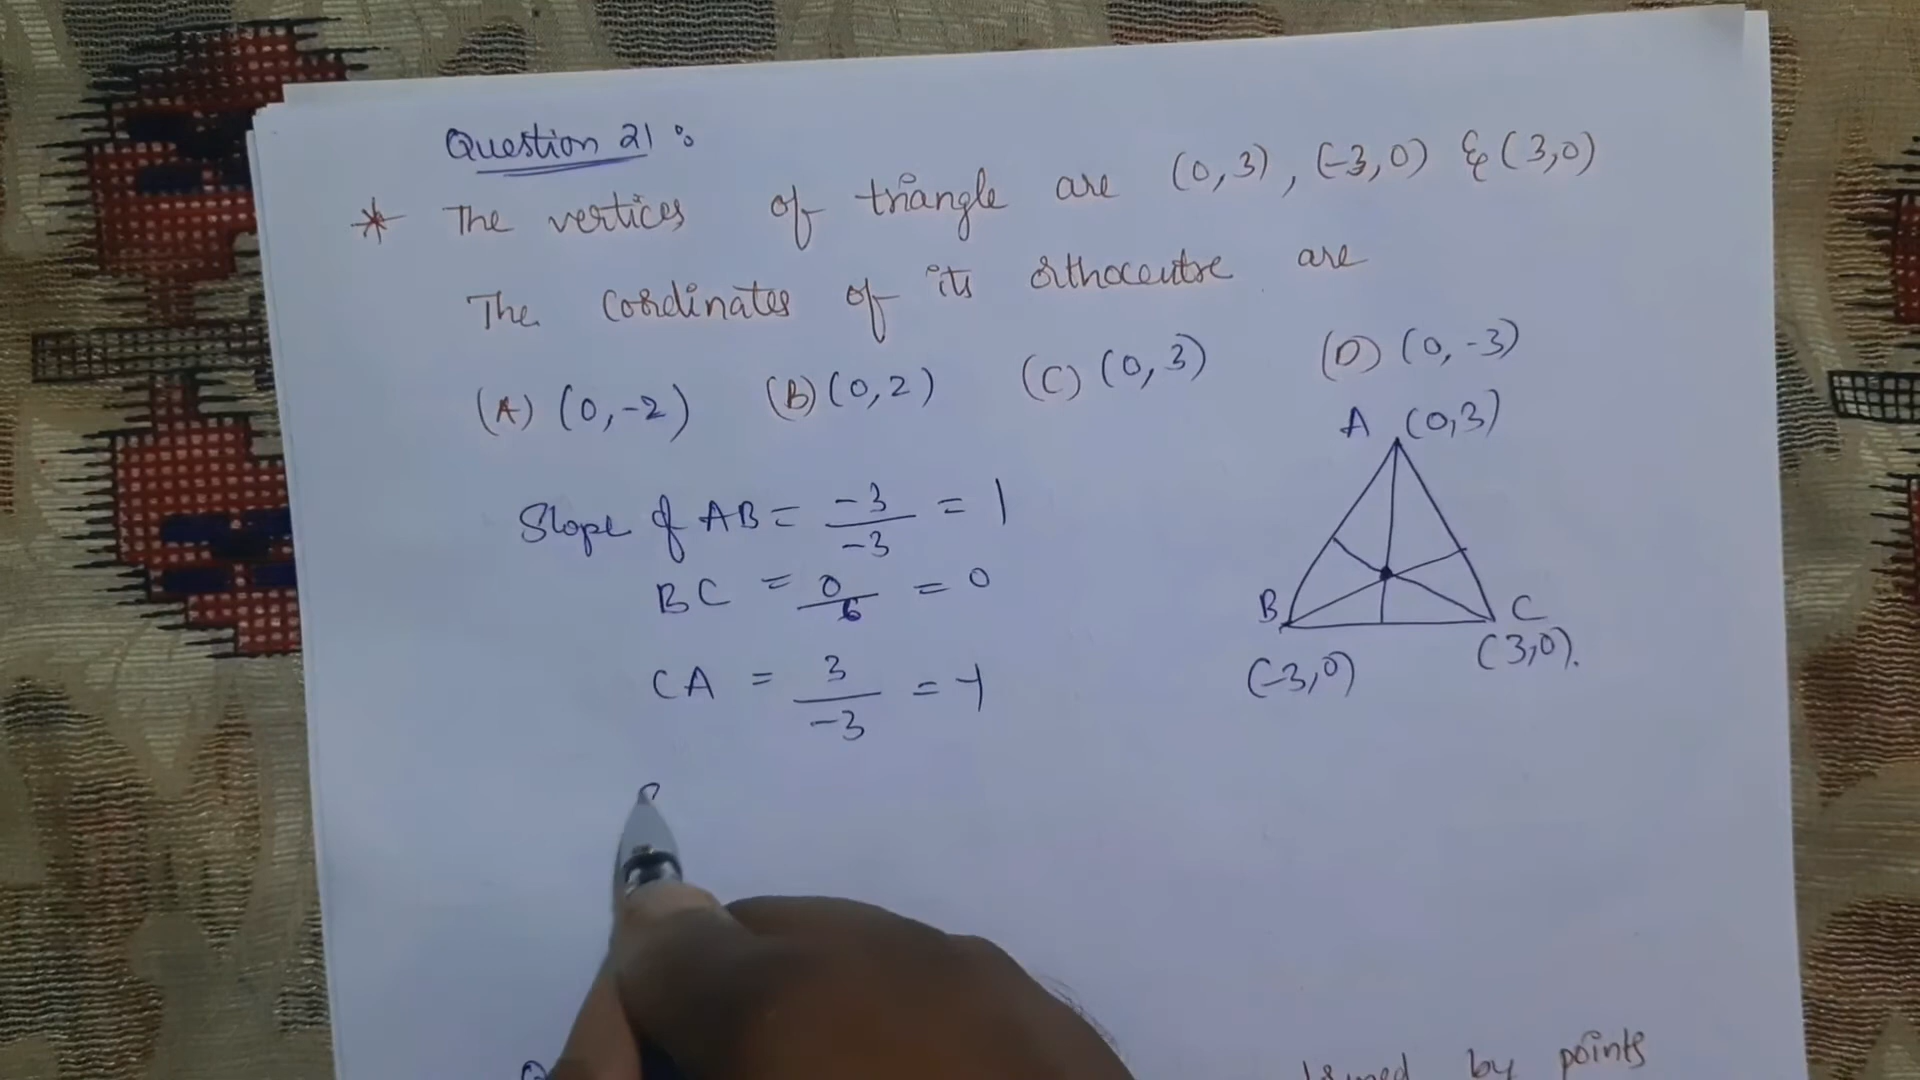 Question 21 :
* The vertices of triangle are (0,3), (-3,0) & (3,0)
The Coordinates of its orthocentre are
(A) (0,-2) (B) (0,2) (C) (0,3) (D) (0,-3)
A (0,3)
Slope of AB = -3/-3 = 1
BC = 0/6 = 0
CA = 3/-3 = -1
B
C
(-3,0)
(3,0).
by points